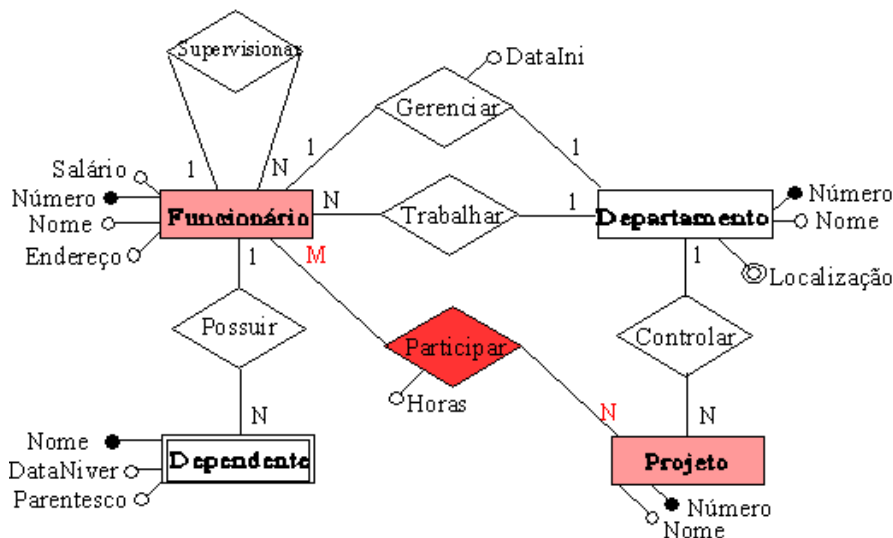 Supervisionar
DataIni
Gerenciar
1
1
1
N
Salário
Número
Nome
Endereço
Funcionário
N
Trabalhar
1
Departamento
Número
Nome
Localização
1
M
1
Possuir
Participar
Horas
Controlar
N
N
N
Nome
DataNiver
Parentesco
Dependente
Projeto
Número
Nome